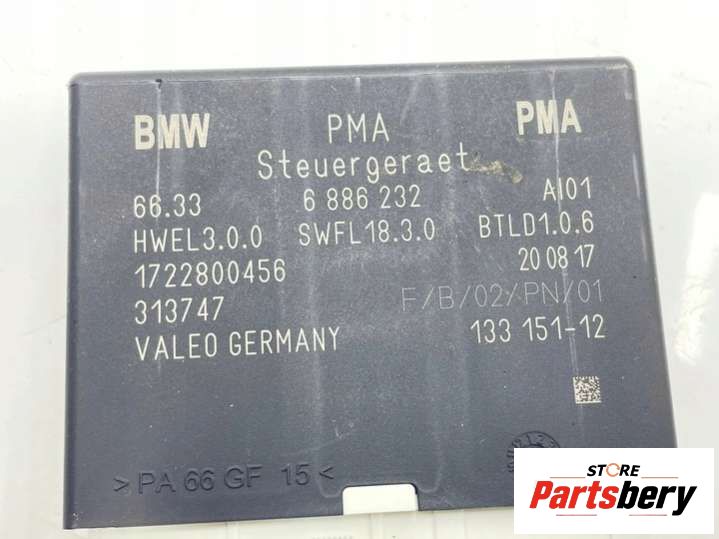 BMW PMA PMA
Steuergeraet
66.33 6 886 232 AI01
HWEL3.0.0 SWFL18.3.0 BTLD1.0.6
1722800456 20 08 17
313747 F/B/02/PN/01
VALEO GERMANY 133 151-12
>PA 66 GF 15<
STORE
Partsbery